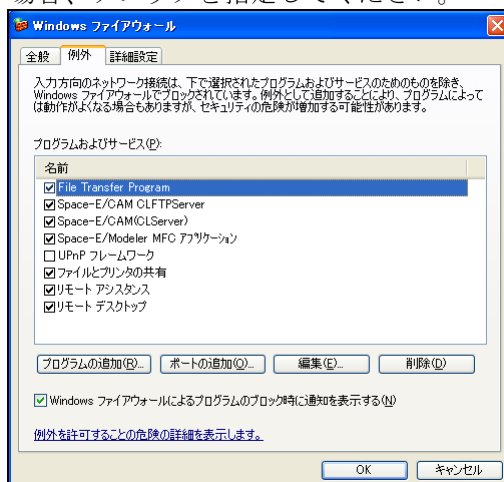 場合、チェックを指定してください。
Windows ファイアウォール
全般 例外 詳細設定
入力方向のネットワーク接続は、下で選択されたプログラムおよびサービスのためのものを除き、
Windows ファイアウォールでブロックされています。例外として追加することにより、プログラムによって
は動作がよくなる場合もありますが、セキュリティの危険が増加する可能性があります。
プログラムおよびサービス(P):
名前
File Transfer Program
Space-E/CAM CLFTPServer
Space-E/CAM(CLServer)
Space-E/Modeler MFC アプリケーション
UPnP フレームワーク
ファイルとプリンタの共有
リモート アシスタンス
リモート デスクトップ
プログラムの追加(R)... ポートの追加(O)... 編集(E)... 削除(D)
Windows ファイアウォールによるプログラムのブロック時に通知を表示する(N)
例外を許可することの危険の詳細を表示します。
OK キャンセル